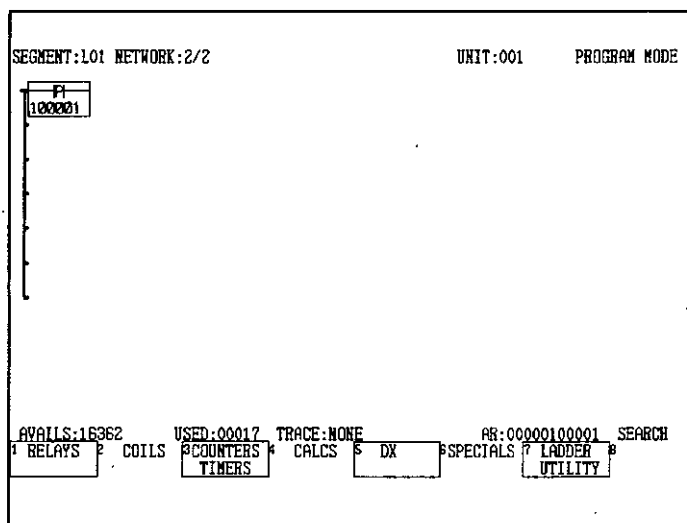 SEGMENT:L01 NETWORK:2/2 UNIT:001 PROGRAM MODE
P
100001
AVAILS:16362 USED:00017 TRACE:NONE AR:00000100001 SEARCH
1 RELAYS 2 COILS 3 COUNTERS 4 CALCS 5 DX 6 SPECIALS 7 LADDER 8
TIMERS UTILITY